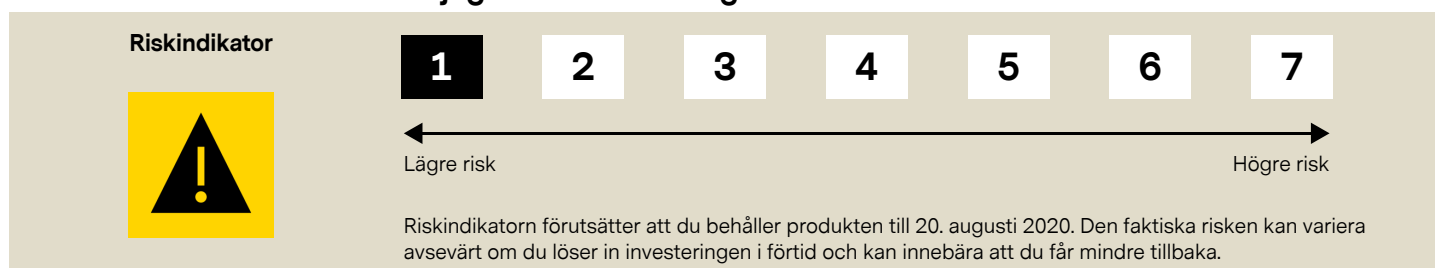 Riskindikator
1 2 3 4 5 6 7
Lägre risk Högre risk
Riskindikatorn förutsätter att du behåller produkten till 20. augusti 2020. Den faktiska risken kan variera
avsevärt om du löser in investeringen i förtid och kan innebära att du får mindre tillbaka.